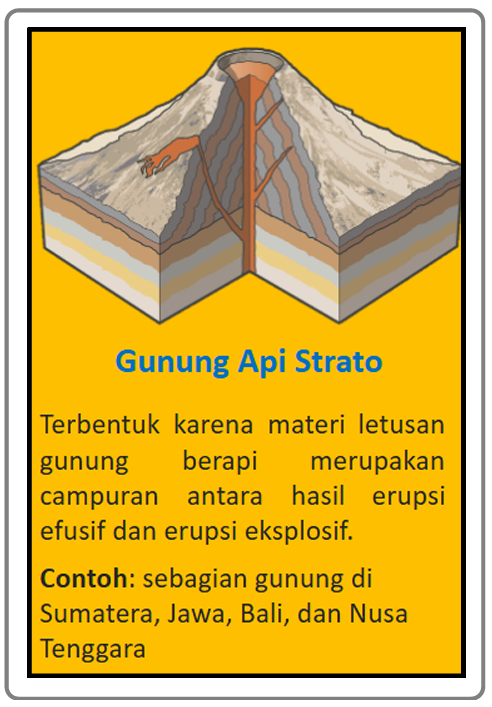 Gunung Api Strato
Terbentuk karena materi letusan
gunung berapi merupakan
campuran antara hasil erupsi
efusif dan erupsi eksplosif.
Contoh: sebagian gunung di
Sumatera, Jawa, Bali, dan Nusa
Tenggara